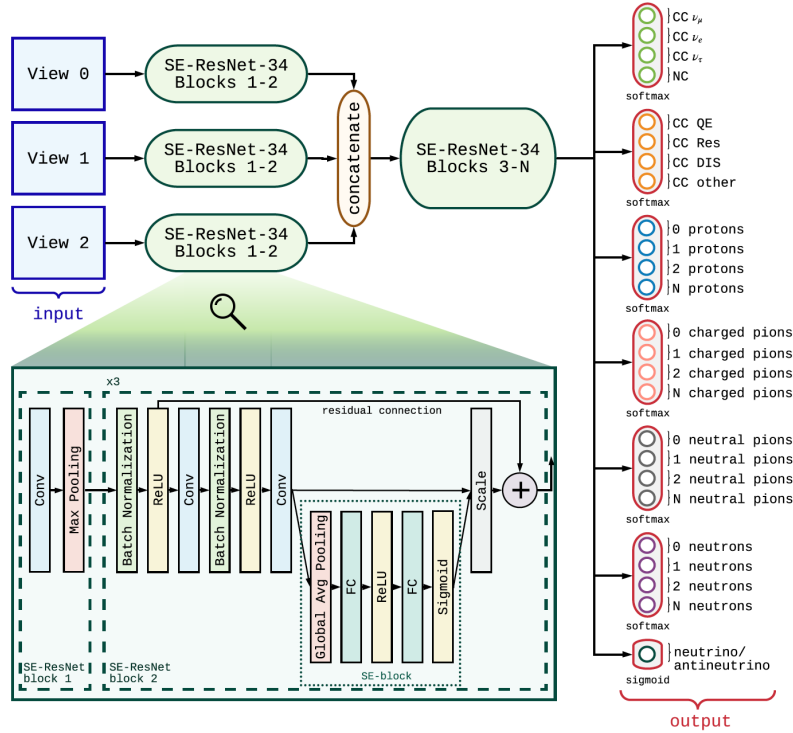 View 0
SE-ResNet-34
Blocks 1-2
View 1
SE-ResNet-34
Blocks 1-2
View 2
SE-ResNet-34
Blocks 1-2
input
concatenate
SE-ResNet-34
Blocks 3-N
CC νμ
CC νe
CC ντ
NC
softmax
CC QE
CC Res
CC DIS
CC other
softmax
0 protons
1 protons
2 protons
N protons
softmax
0 charged pions
1 charged pions
2 charged pions
N charged pions
softmax
0 neutral pions
1 neutral pions
2 neutral pions
N neutral pions
softmax
0 neutrons
1 neutrons
2 neutrons
N neutrons
softmax
neutrino/
antineutrino
sigmoid
output
x3
residual connection
Conv
Max Pooling
Batch Normalization
ReLU
Conv
Batch Normalization
ReLU
Conv
Scale
+
Global Avg Pooling
FC
ReLU
FC
Sigmoid
SE-block
SE-ResNet
block 1
SE-ResNet
block 2